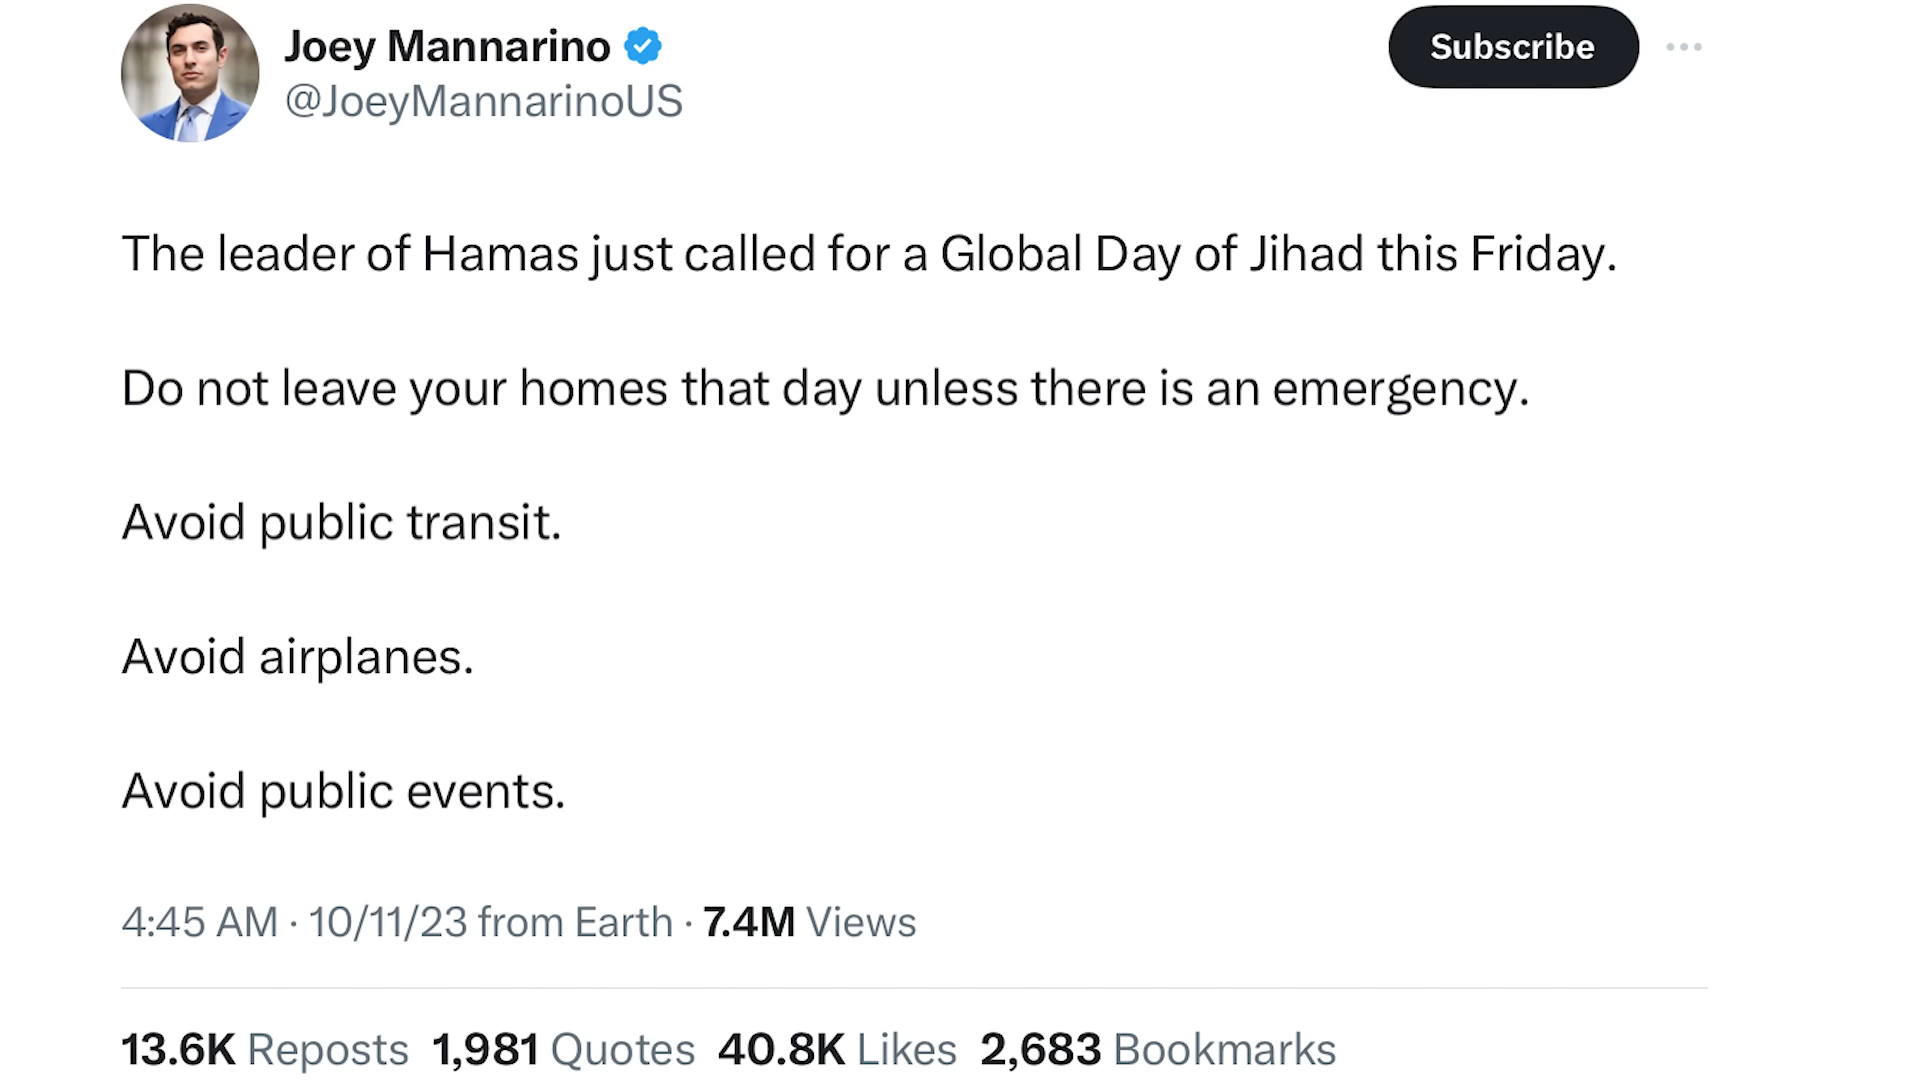 Joey Mannarino
Subscribe
@JoeyMannarinoUS
The leader of Hamas just called for a Global Day of Jihad this Friday.
Do not leave your homes that day unless there is an emergency.
Avoid public transit.
Avoid airplanes.
Avoid public events.
4:45 AM · 10/11/23 from Earth · 7.4M Views
13.6K Reposts 1,981 Quotes 40.8K Likes 2,683 Bookmarks